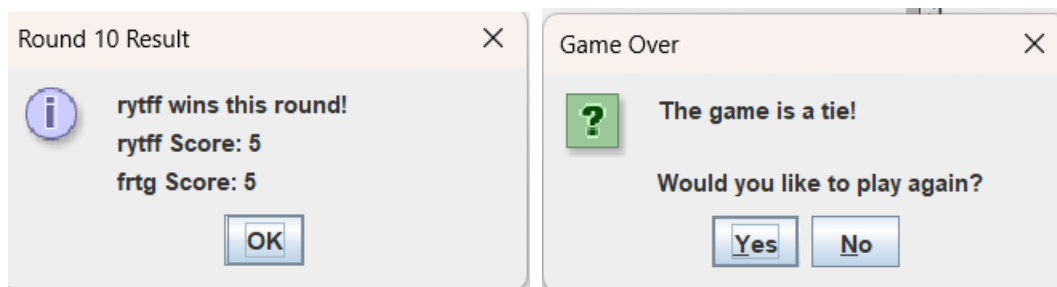 Round 10 Result
rytff wins this round!
rytff Score: 5
frtg Score: 5
OK
Game Over
The game is a tie!
Would you like to play again?
Yes No